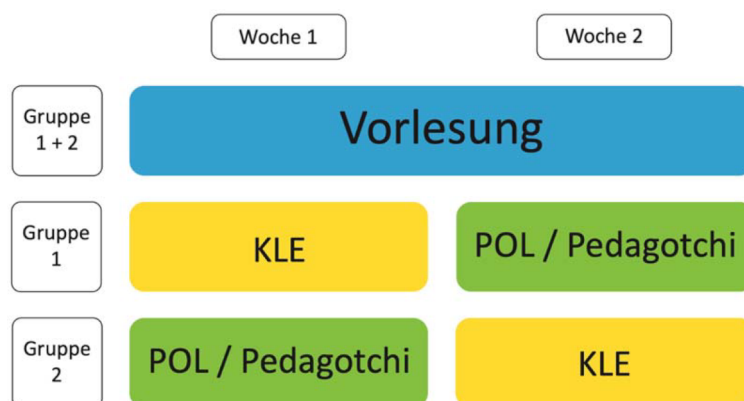 Woche 1
Woche 2
Gruppe
1 + 2
Vorlesung
Gruppe
1
KLE
POL / Pedagotchi
Gruppe
2
POL / Pedagotchi
KLE